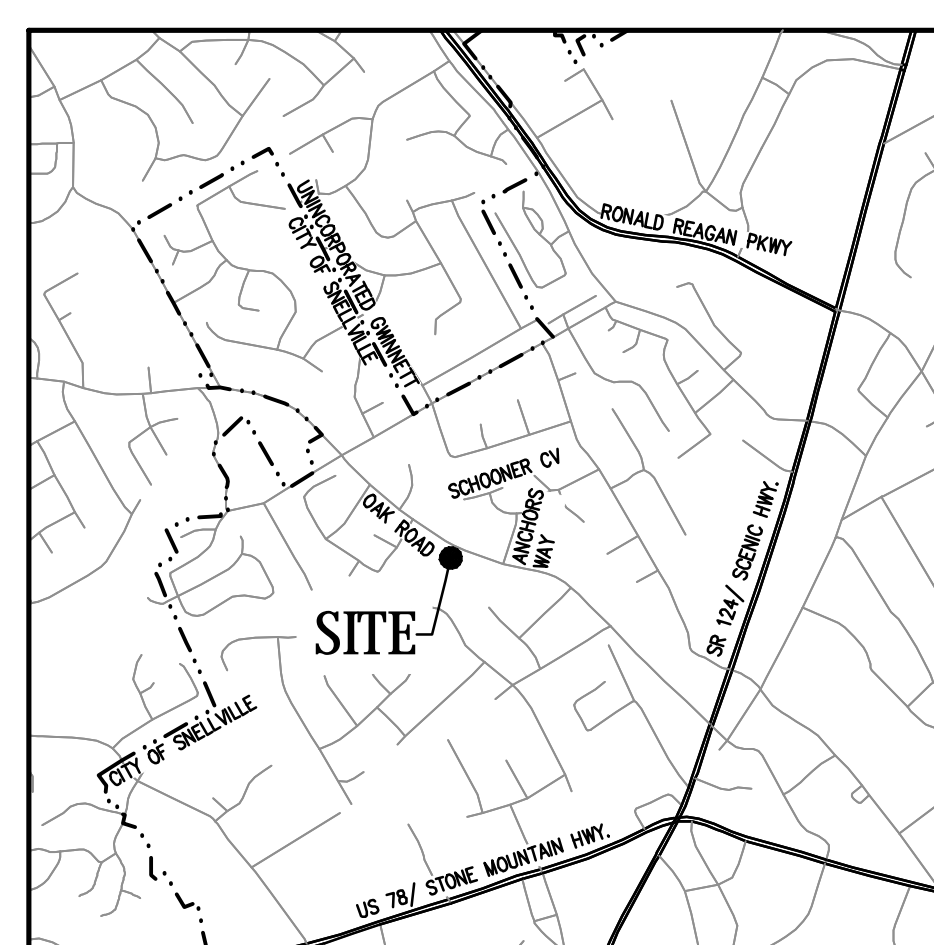 RONALD REAGAN PKWY
UNINCORPORATED GWINNETT
CITY OF SNELLVILLE
SCHOONER CV
OAK ROAD
ANCHORS
WAY
SR 124/ SCENIC HWY.
SITE
CITY OF SNELLVILLE
US 78/ STONE MOUNTAIN HWY.